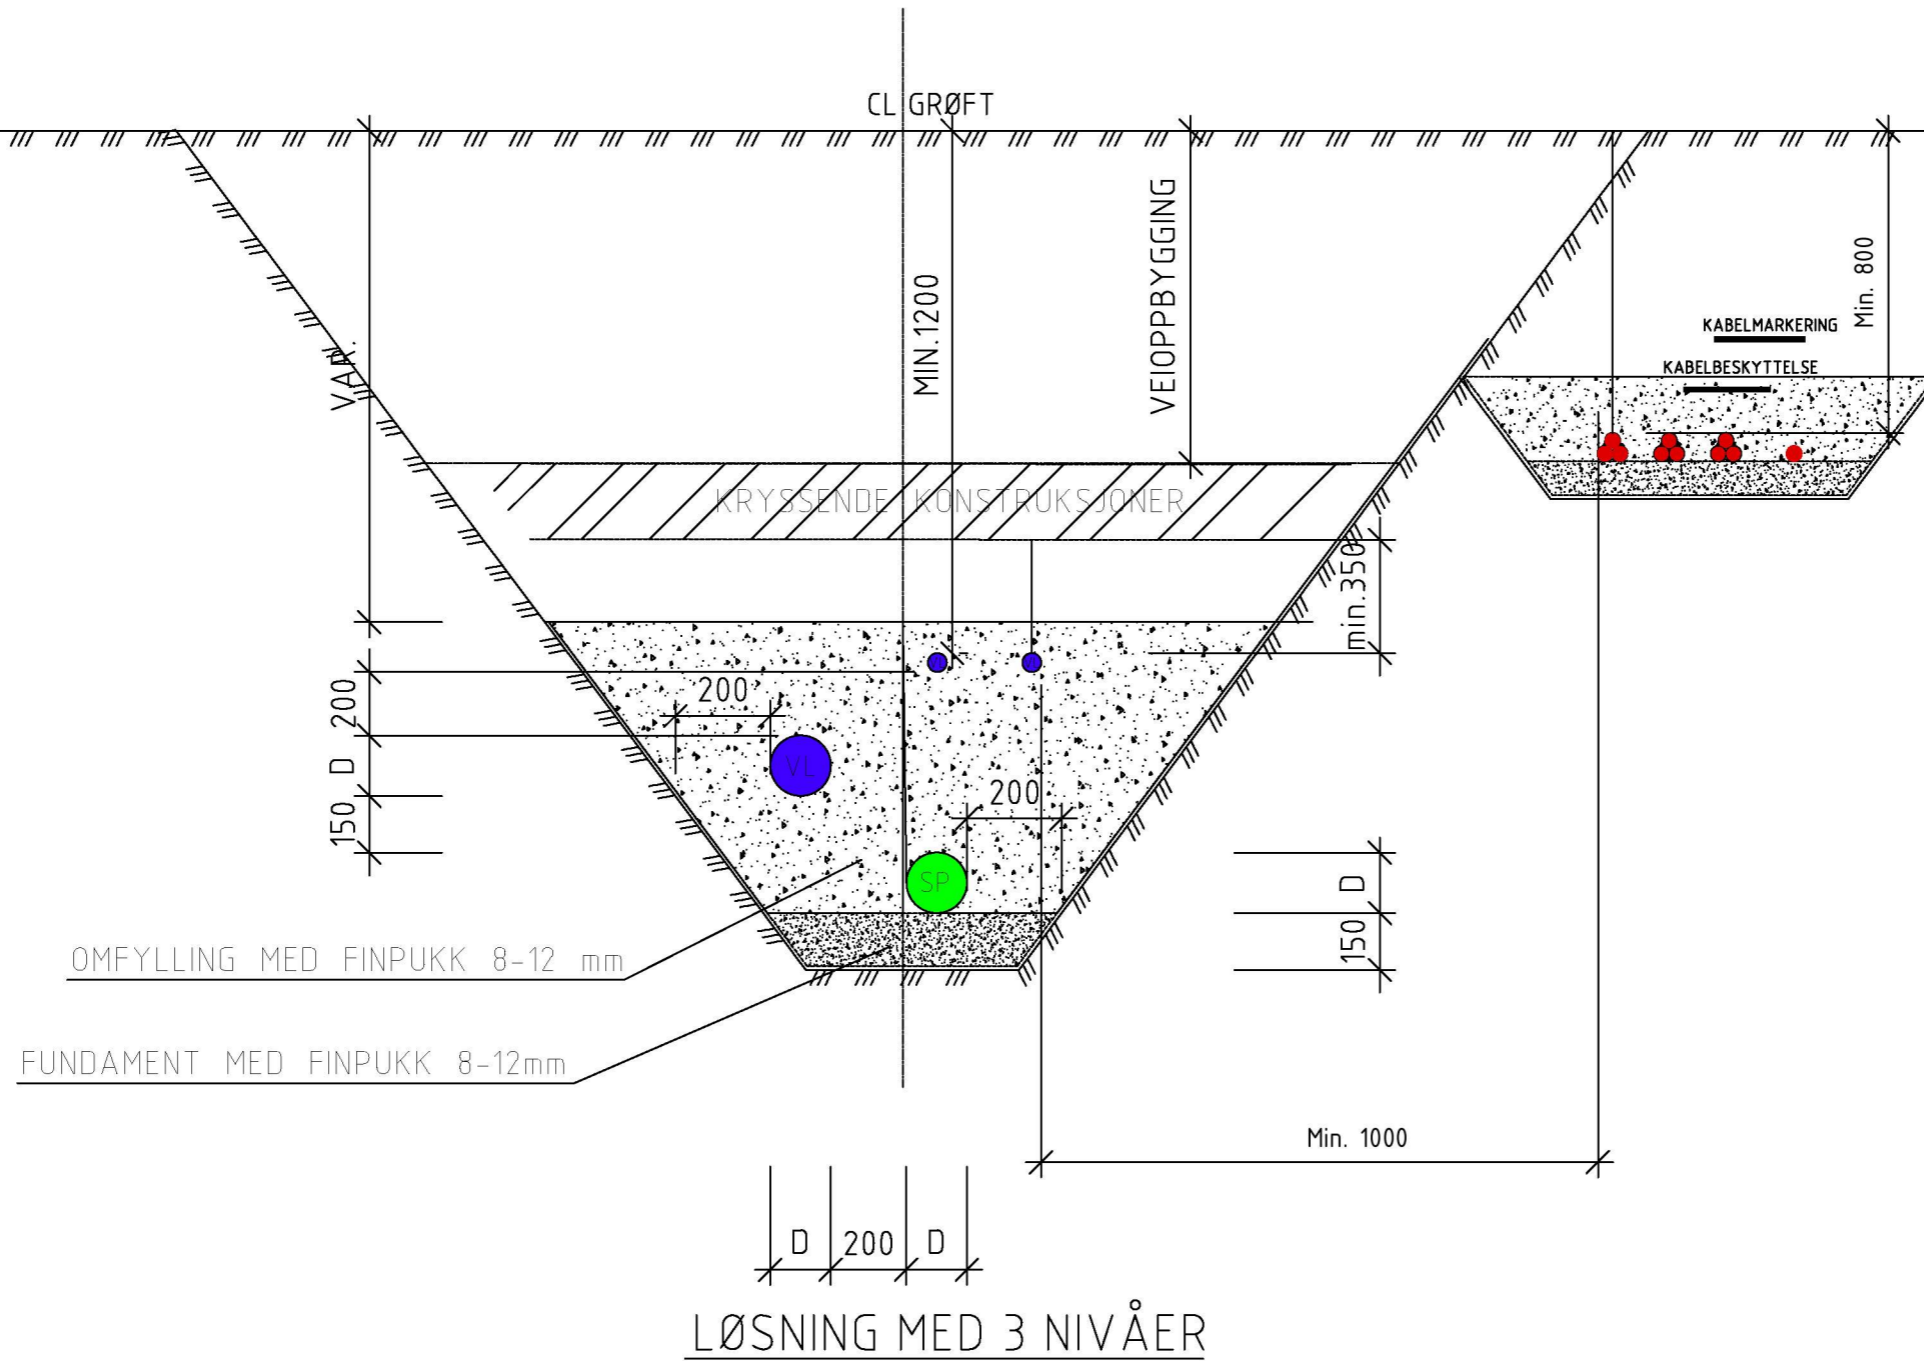 CL GRØFT
VAR.
MIN.1200
VEIOPPBYGGING
Min. 800
KABELMARKERING
KABELBESKYTTELSE
KRYSSENDE KONSTRUKSJONER
min.350
200
200
VL
D
150
200
SP
D
150
OMFYLLING MED FINPUKK 8-12 mm
FUNDAMENT MED FINPUKK 8-12mm
Min. 1000
D 200 D
LØSNING MED 3 NIVÅER